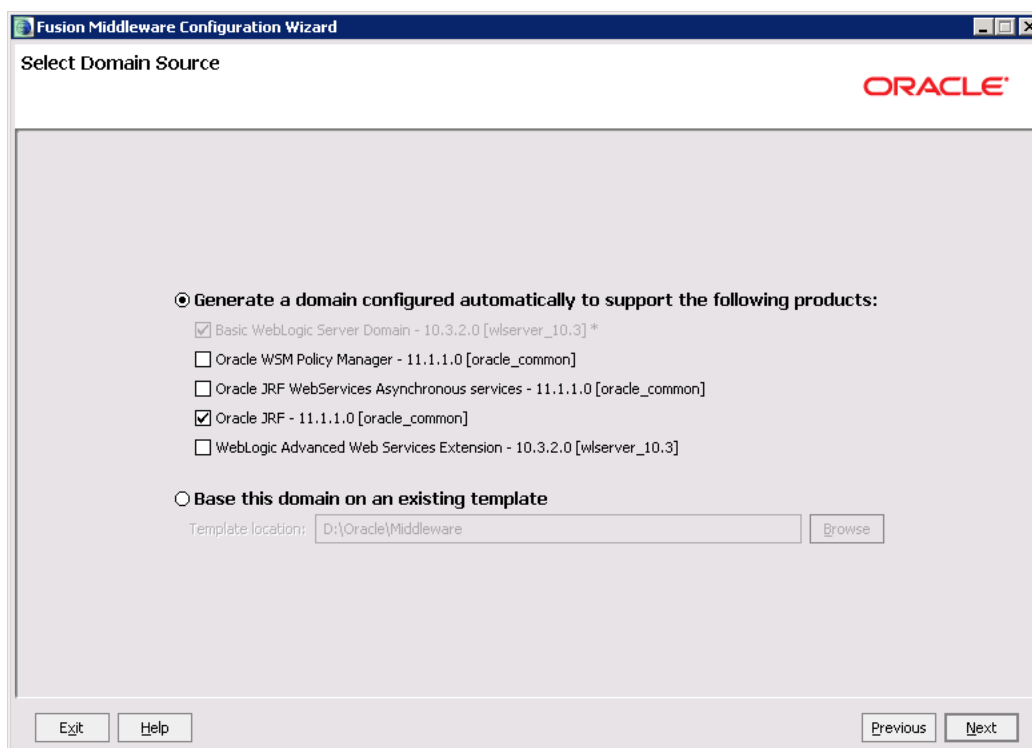 Fusion Middleware Configuration Wizard
Select Domain Source
ORACLE
Generate a domain configured automatically to support the following products:
Basic WebLogic Server Domain - 10.3.2.0 [wlserver_10.3] *
Oracle WSM Policy Manager - 11.1.1.0 [oracle_common]
Oracle JRF WebServices Asynchronous services - 11.1.1.0 [oracle_common]
Oracle JRF - 11.1.1.0 [oracle_common]
WebLogic Advanced Web Services Extension - 10.3.2.0 [wlserver_10.3]
Base this domain on an existing template
Template location: D:\Oracle\Middleware Browse
Exit Help Previous Next